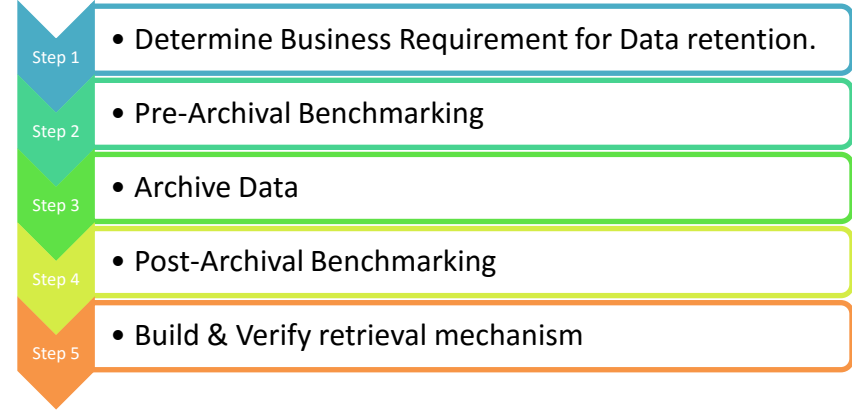 Step 1
• Determine Business Requirement for Data retention.
Step 2
• Pre-Archival Benchmarking
Step 3
• Archive Data
Step 4
• Post-Archival Benchmarking
Step 5
• Build & Verify retrieval mechanism